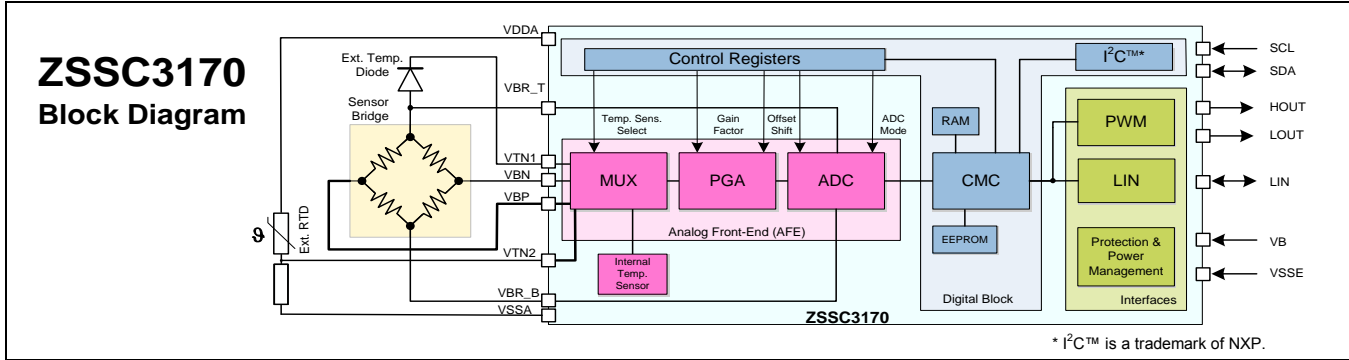 ZSSC3170
Block Diagram
VDDA
Ext. Temp.
Diode
VBR_T
Sensor
Bridge
VTN1
VBN
VBP
ϑ
Ext. RTD
VTN2
VBR_B
VSSA
Control Registers
I²C™*
Temp. Sens.
Select
Gain
Factor
Offset
Shift
ADC
Mode
MUX
PGA
ADC
Analog Front-End (AFE)
Internal
Temp.
Sensor
RAM
CMC
EEPROM
Digital Block
PWM
LIN
Protection &
Power
Management
Interfaces
ZSSC3170
SCL
SDA
HOUT
LOUT
LIN
VB
VSSE
* I²C™ is a trademark of NXP.